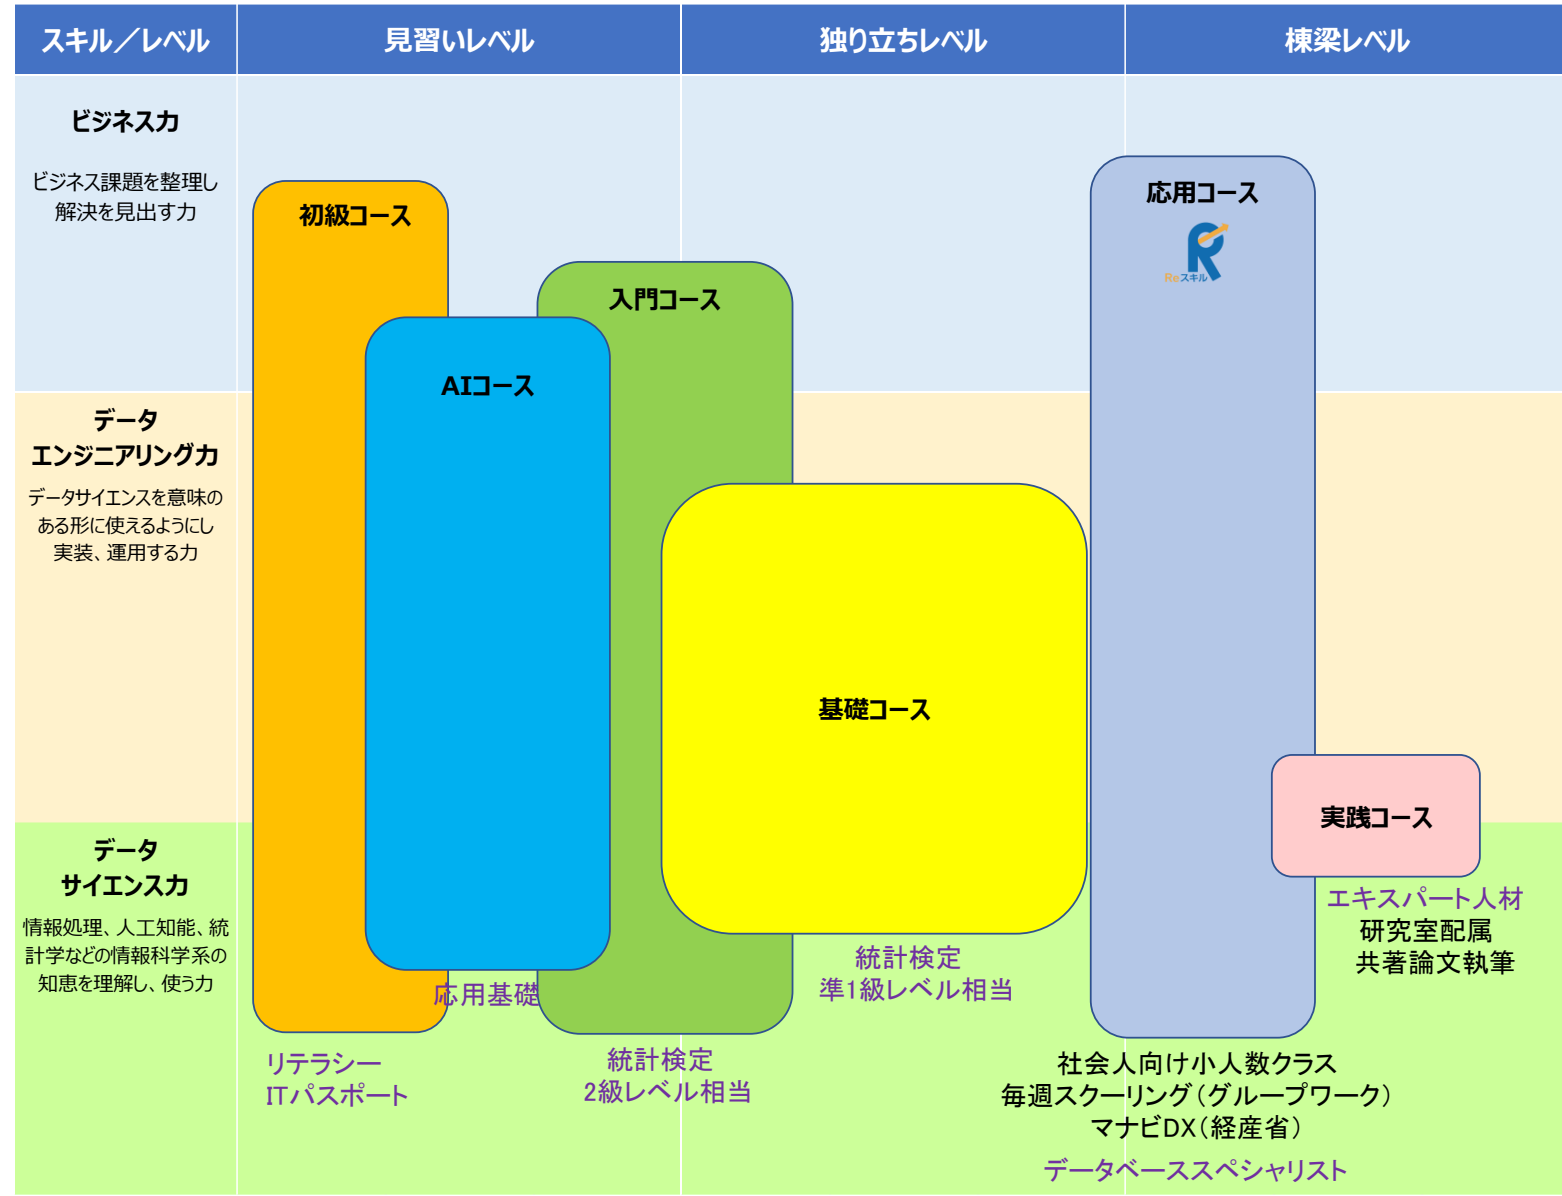 スキル／レベル
見習いレベル
独り立ちレベル
棟梁レベル
ビジネス力
ビジネス課題を整理し
解決を見出す力
データ
エンジニアリング力
データサイエンスを意味の
ある形に使えるようにし
実装、運用する力
データ
サイエンス力
情報処理、人工知能、統
計学などの情報科学系の
知恵を理解し、使う力
初級コース
リテラシー
ITパスポート
AIコース
応用基礎
入門コース
統計検定
2級レベル相当
基礎コース
統計検定
準1級レベル相当
応用コース
Reスキル
社会人向け小人数クラス
毎週スクーリング（グループワーク）
マナビDX（経産省）
データベーススペシャリスト
実践コース
エキスパート人材
研究室配属
共著論文執筆